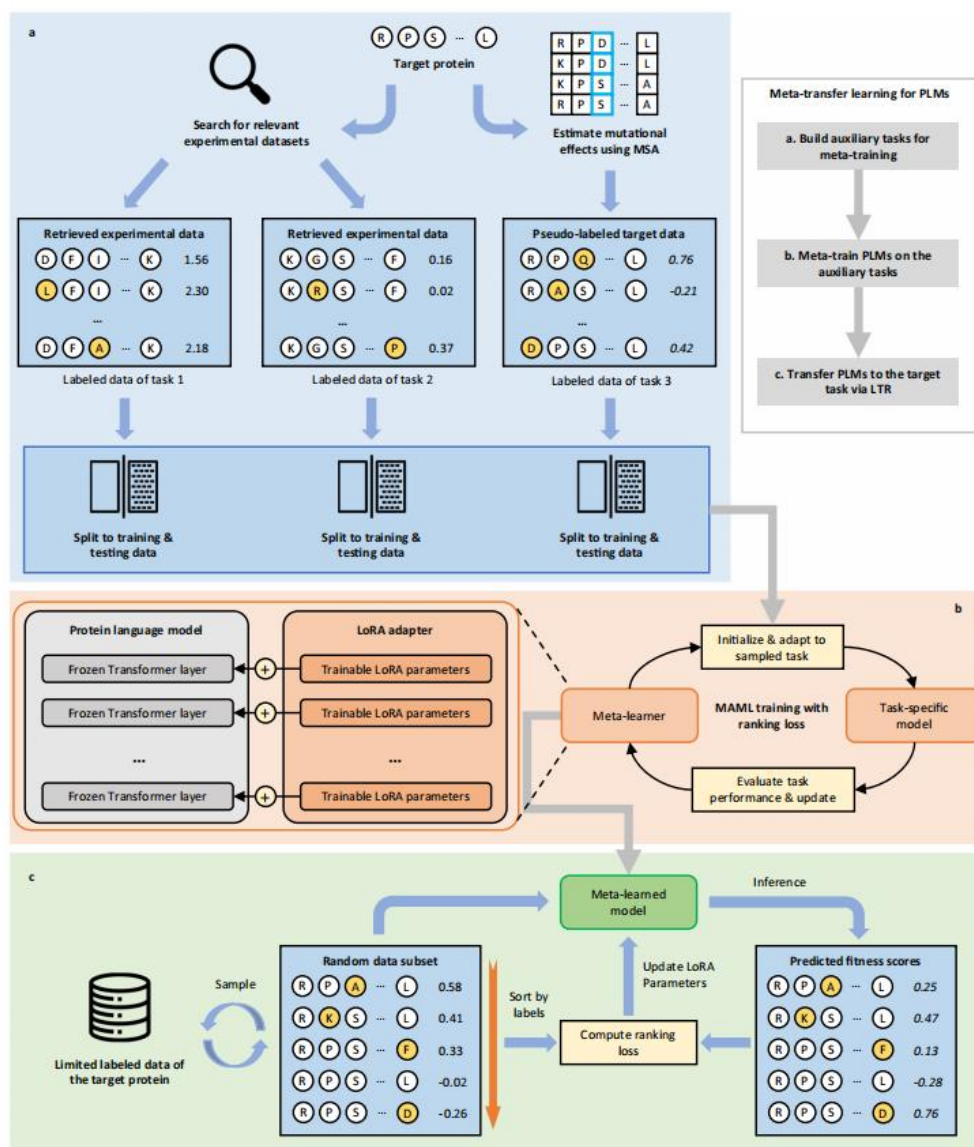 a
R P S ... L
Target protein
R P D ... L
K P D ... L
K P S ... A
R P S ... A
Search for relevant
experimental datasets
Estimate mutational
effects using MSA
Retrieved experimental data
D F I ... K 1.56
L F I ... K 2.30
...
D F A ... K 2.18
Labeled data of task 1
Retrieved experimental data
K G S ... F 0.16
K R S ... F 0.02
...
K G S ... P 0.37
Labeled data of task 2
Pseudo-labeled target data
R P Q ... L 0.76
R A S ... L -0.21
...
D P S ... L 0.42
Labeled data of task 3
Split to training &
testing data
Split to training &
testing data
Split to training &
testing data
Meta-transfer learning for PLMs
a. Build auxiliary tasks for
meta-training
b. Meta-train PLMs on the
auxiliary tasks
c. Transfer PLMs to the target
task via LTR
b
Protein language model
Frozen Transformer layer
Frozen Transformer layer
...
Frozen Transformer layer
+
+
+
LoRA adapter
Trainable LoRA parameters
Trainable LoRA parameters
...
Trainable LoRA parameters
Initialize & adapt to
sampled task
Meta-learner
MAML training with
ranking loss
Task-specific
model
Evaluate task
performance & update
c
Meta-learned
model
Inference
Limited labeled data of
the target protein
Sample
Random data subset
R P A ... L 0.58
R K S ... L 0.41
R P S ... F 0.33
R P S ... L -0.02
R P S ... D -0.26
Sort by
labels
Update LoRA
Parameters
Compute ranking
loss
Predicted fitness scores
R P A ... L 0.25
R K S ... L 0.47
R P S ... F 0.13
R P S ... L -0.28
R P S ... D 0.76